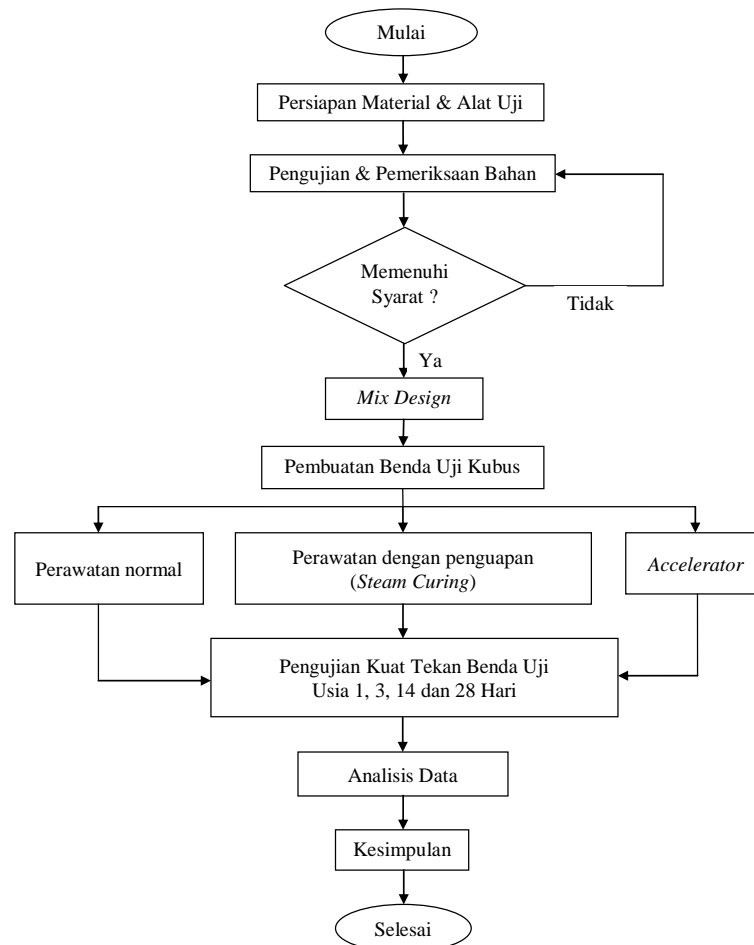 Mulai
Persiapan Material & Alat Uji
Pengujian & Pemeriksaan Bahan
Memenuhi
Syarat ?
Tidak
Ya
Mix Design
Pembuatan Benda Uji Kubus
Perawatan normal
Perawatan dengan penguapan
(Steam Curing)
Accelerator
Pengujian Kuat Tekan Benda Uji
Usia 1, 3, 14 dan 28 Hari
Analisis Data
Kesimpulan
Selesai